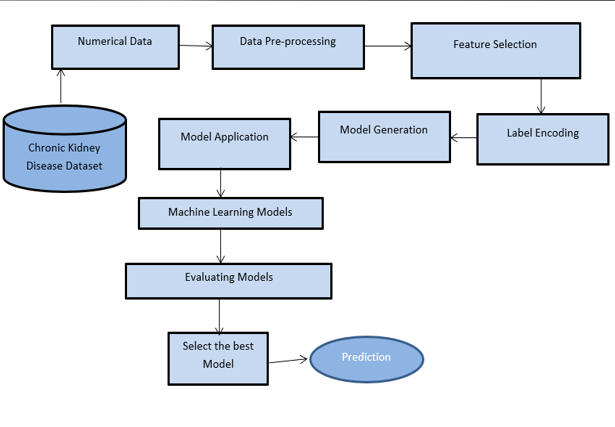 Numerical Data
Data Pre-processing
Feature Selection
Chronic Kidney
Disease Dataset
Model Application
Model Generation
Label Encoding
Machine Learning Models
Evaluating Models
Select the best
Model
Prediction